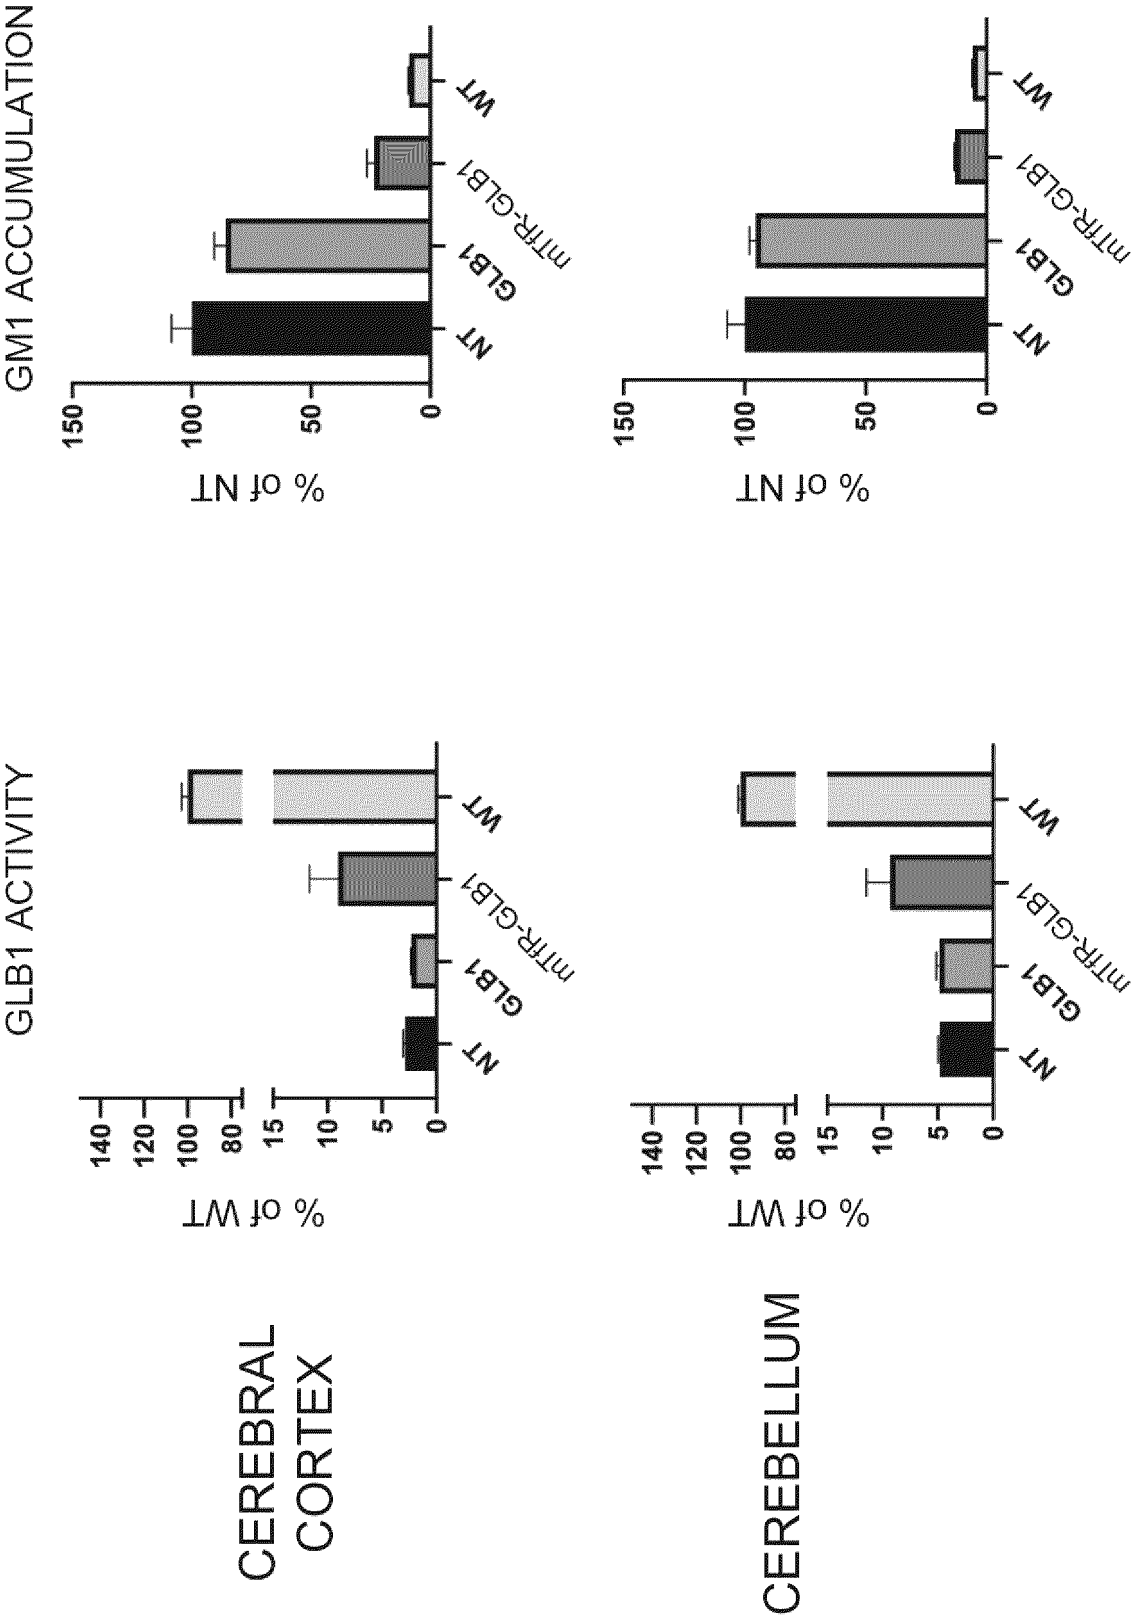 GLB1 ACTIVITY
GM1 ACCUMULATION
CEREBRAL
CORTEX
% of WT
140
120
100
80
15
10
5
0
NT
GLB1
mTfR-GLB1
WT
% of NT
150
100
50
0
NT
GLB1
mTfR-GLB1
WT
CEREBELLUM
% of WT
140
120
100
80
15
10
5
0
NT
GLB1
mTfR-GLB1
WT
% of NT
150
100
50
0
NT
GLB1
mTfR-GLB1
WT